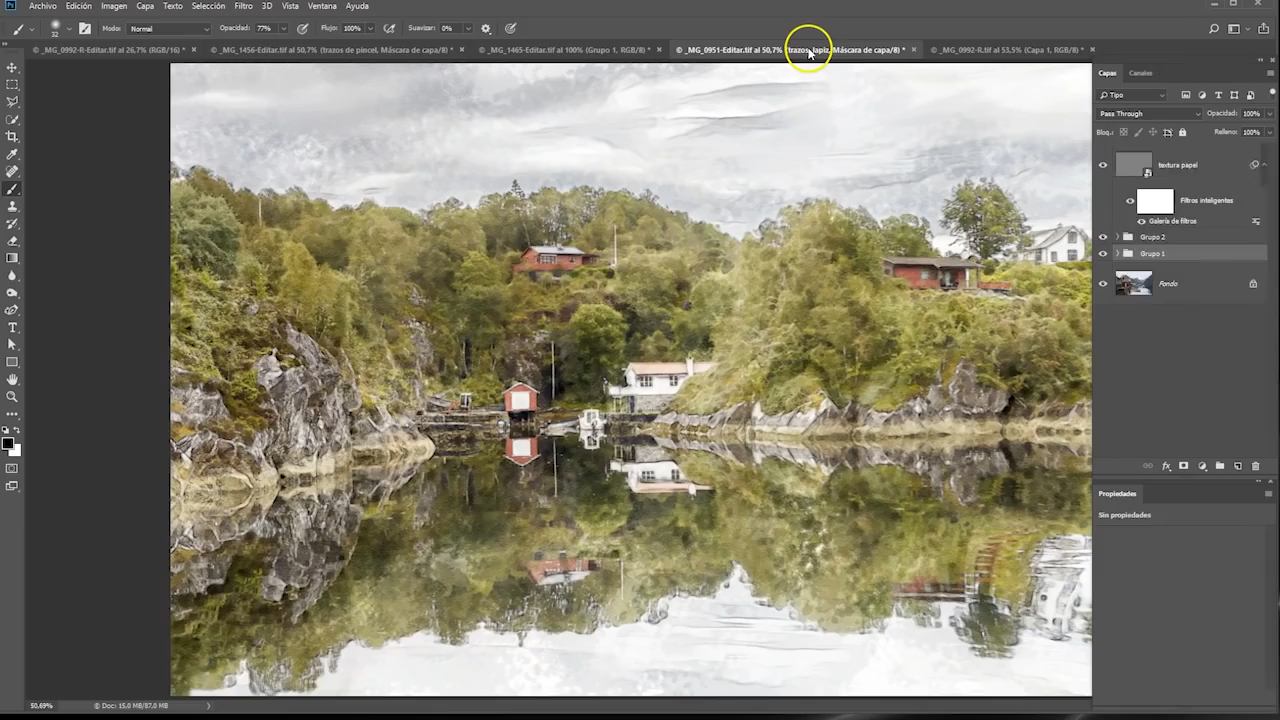 Ps Archivo Edición Imagen Capa Texto Selección Filtro 3D Vista Ventana Ayuda
32 Modo: Normal Opacidad: 77% Flujo: 100% Suavizar: 0%
© _MG_0992-R-Editar.tif al 26,7% (RGB/16) * × © _MG_1456-Editar.tif al 50,7% (trazos de pincel, Máscara de capa/8) * × © _MG_1465-Editar.tif al 100% (Grupo 1, RGB/8) * × © _MG_0951-Editar.tif al 50,7% (trazos lapiz, Máscara de capa/8) * × © _MG_0992-R.tif al 53,5% (Capa 1, RGB/8) * ×
Capas Canales
Tipo
Pass Through Opacidad: 100%
Bloq.: Relleno: 100%
textura papel
Filtros inteligentes
Galería de filtros
Grupo 2
Grupo 1
Fondo
Propiedades
Sin propiedades
50,69% Doc: 15,0 MB/87,0 MB